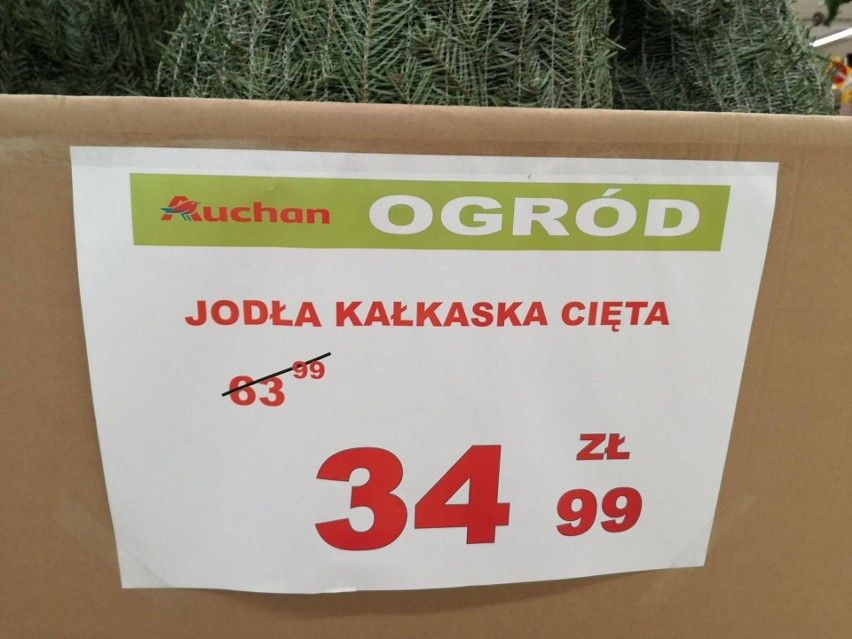 Auchan OGRÓD
JODŁA KAŁKASKA CIĘTA
63 99
34 ZŁ 99